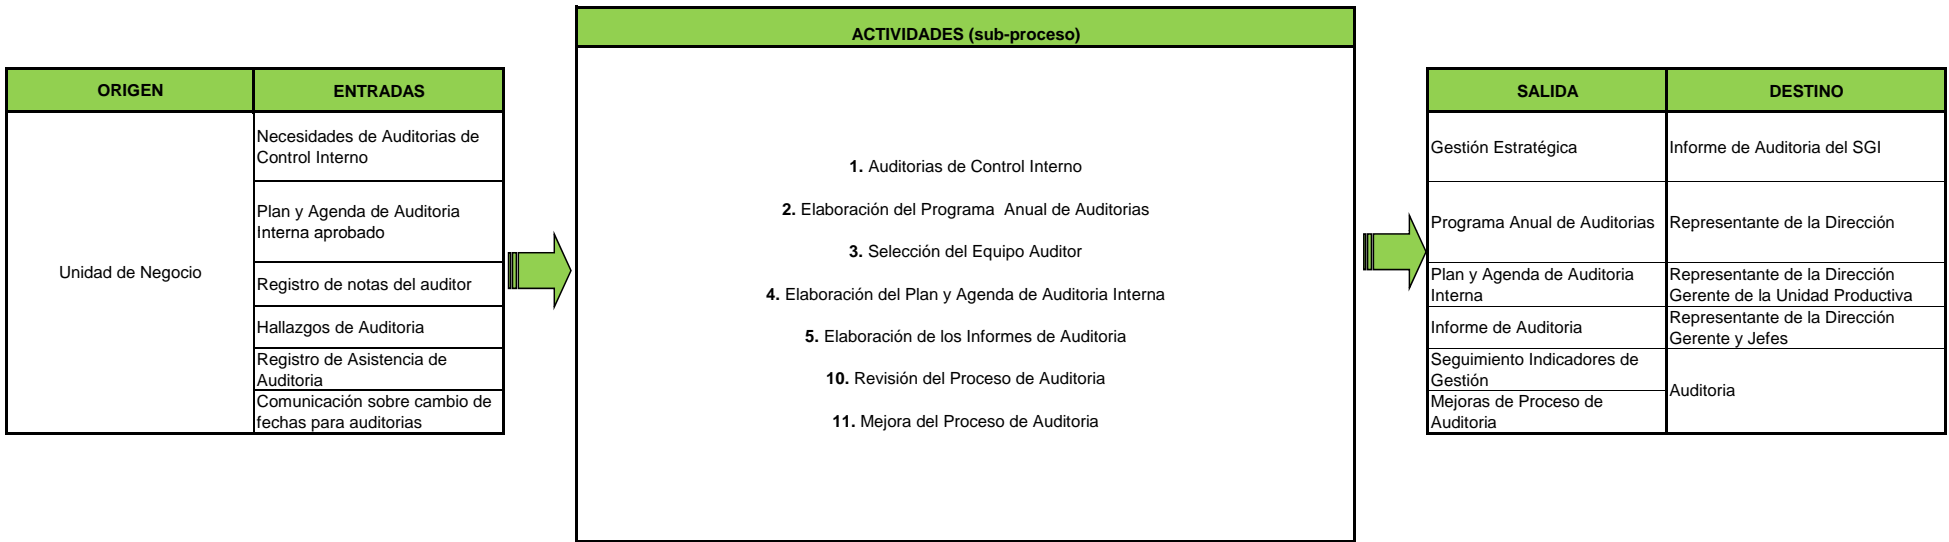 ACTIVIDADES (sub-proceso)
ORIGEN
ENTRADAS
Unidad de Negocio
Necesidades de Auditorias de
Control Interno
Plan y Agenda de Auditoria
Interna aprobado
Registro de notas del auditor
Hallazgos de Auditoria
Registro de Asistencia de
Auditoria
Comunicación sobre cambio de
fechas para auditorias
1. Auditorias de Control Interno
2. Elaboración del Programa  Anual de Auditorias
3. Selección del Equipo Auditor
4. Elaboración del Plan y Agenda de Auditoria Interna
5. Elaboración de los Informes de Auditoria
10. Revisión del Proceso de Auditoria
11. Mejora del Proceso de Auditoria
SALIDA
DESTINO
Gestión Estratégica
Informe de Auditoria del SGI
Programa Anual de Auditorias
Representante de la Dirección
Plan y Agenda de Auditoria
Interna
Representante de la Dirección
Gerente de la Unidad Productiva
Informe de Auditoria
Representante de la Dirección
Gerente y Jefes
Seguimiento Indicadores de
Gestión
Mejoras de Proceso de
Auditoria
Auditoria